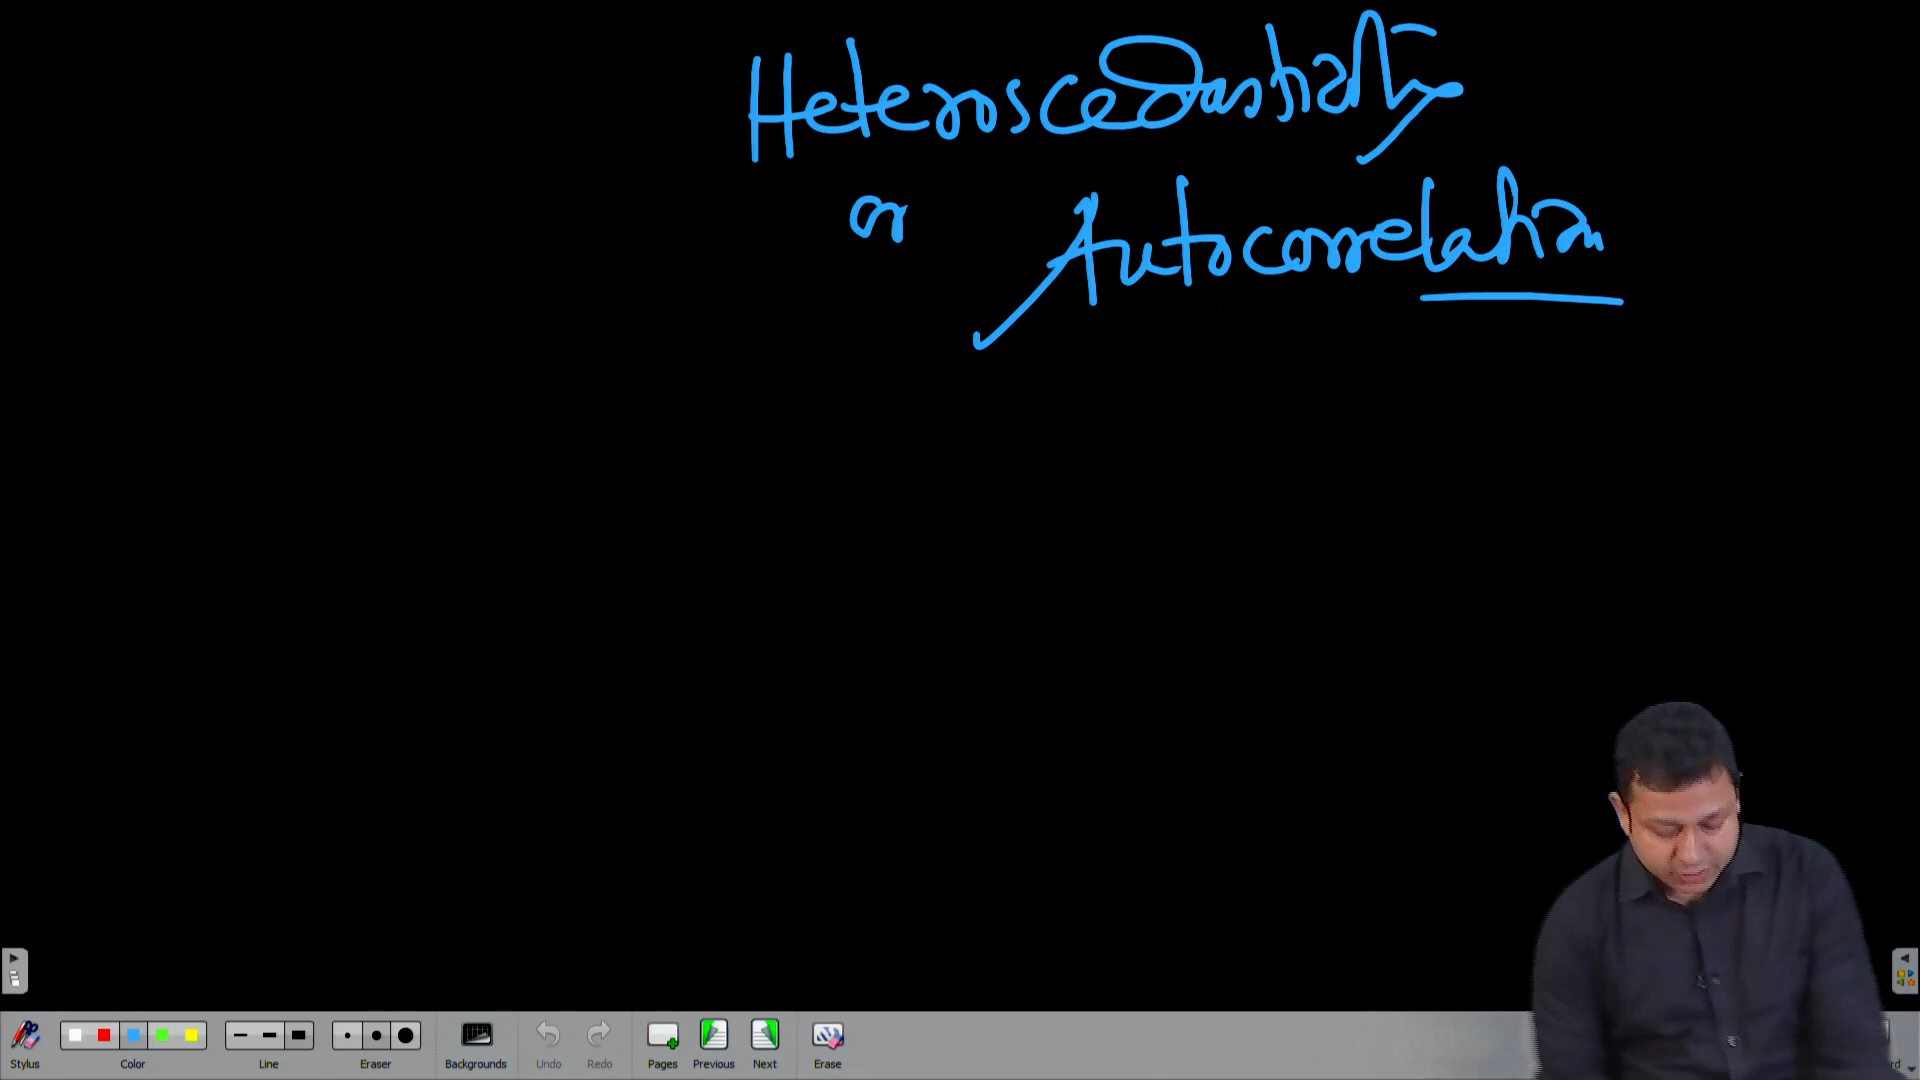 Heteroscedasticity
or
Autocorrelation
Stylus Color Line Eraser Backgrounds Undo Redo Pages Previous Next Erase